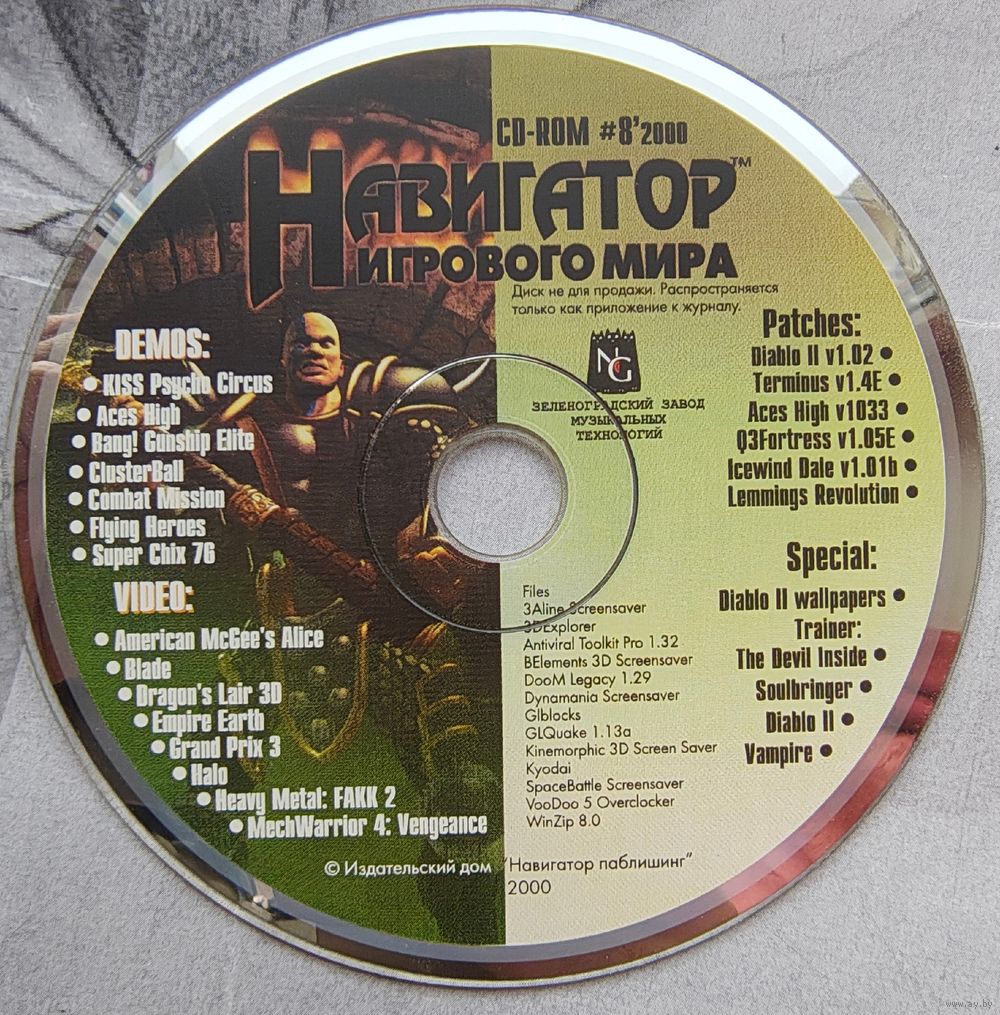 CD-ROM #8'2000
НАВИГАТОР™
ИГРОВОГО МИРА
Диск не для продажи. Распространяется
только как приложение к журналу.
NG
ЗЕЛЕНОГРАДСКИЙ ЗАВОД
МУЗЫКАЛЬНЫХ
ТЕХНОЛОГИЙ
DEMOS:
• KISS Psycho Circus
• Aces High
• Bang! Gunship Elite
• ClusterBall
• Combat Mission
• Flying Heroes
• Super Chix 76
VIDEO:
• American McGee's Alice
• Blade
• Dragon's Lair 3D
• Empire Earth
• Grand Prix 3
• Halo
• Heavy Metal: FAKK 2
• MechWarrior 4: Vengeance
Patches:
Diablo II v1.02 •
Terminus v1.4E •
Aces High v1033 •
Q3Fortress v1.05E •
Icewind Dale v1.01b •
Lemmings Revolution •
Special:
Diablo II wallpapers •
Trainer:
The Devil Inside •
Soulbringer •
Diablo II •
Vampire •
Files
3Aline Screensaver
3DExplorer
Antiviral Toolkit Pro 1.32
BElements 3D Screensaver
DooM Legacy 1.29
Dynamania Screensaver
Glblocks
GLQuake 1.13a
Kinemorphic 3D Screen Saver
Kyodai
SpaceBattle Screensaver
VooDoo 5 Overclocker
WinZip 8.0
© Издательский дом "Навигатор паблишинг"
2000
www.ay.by